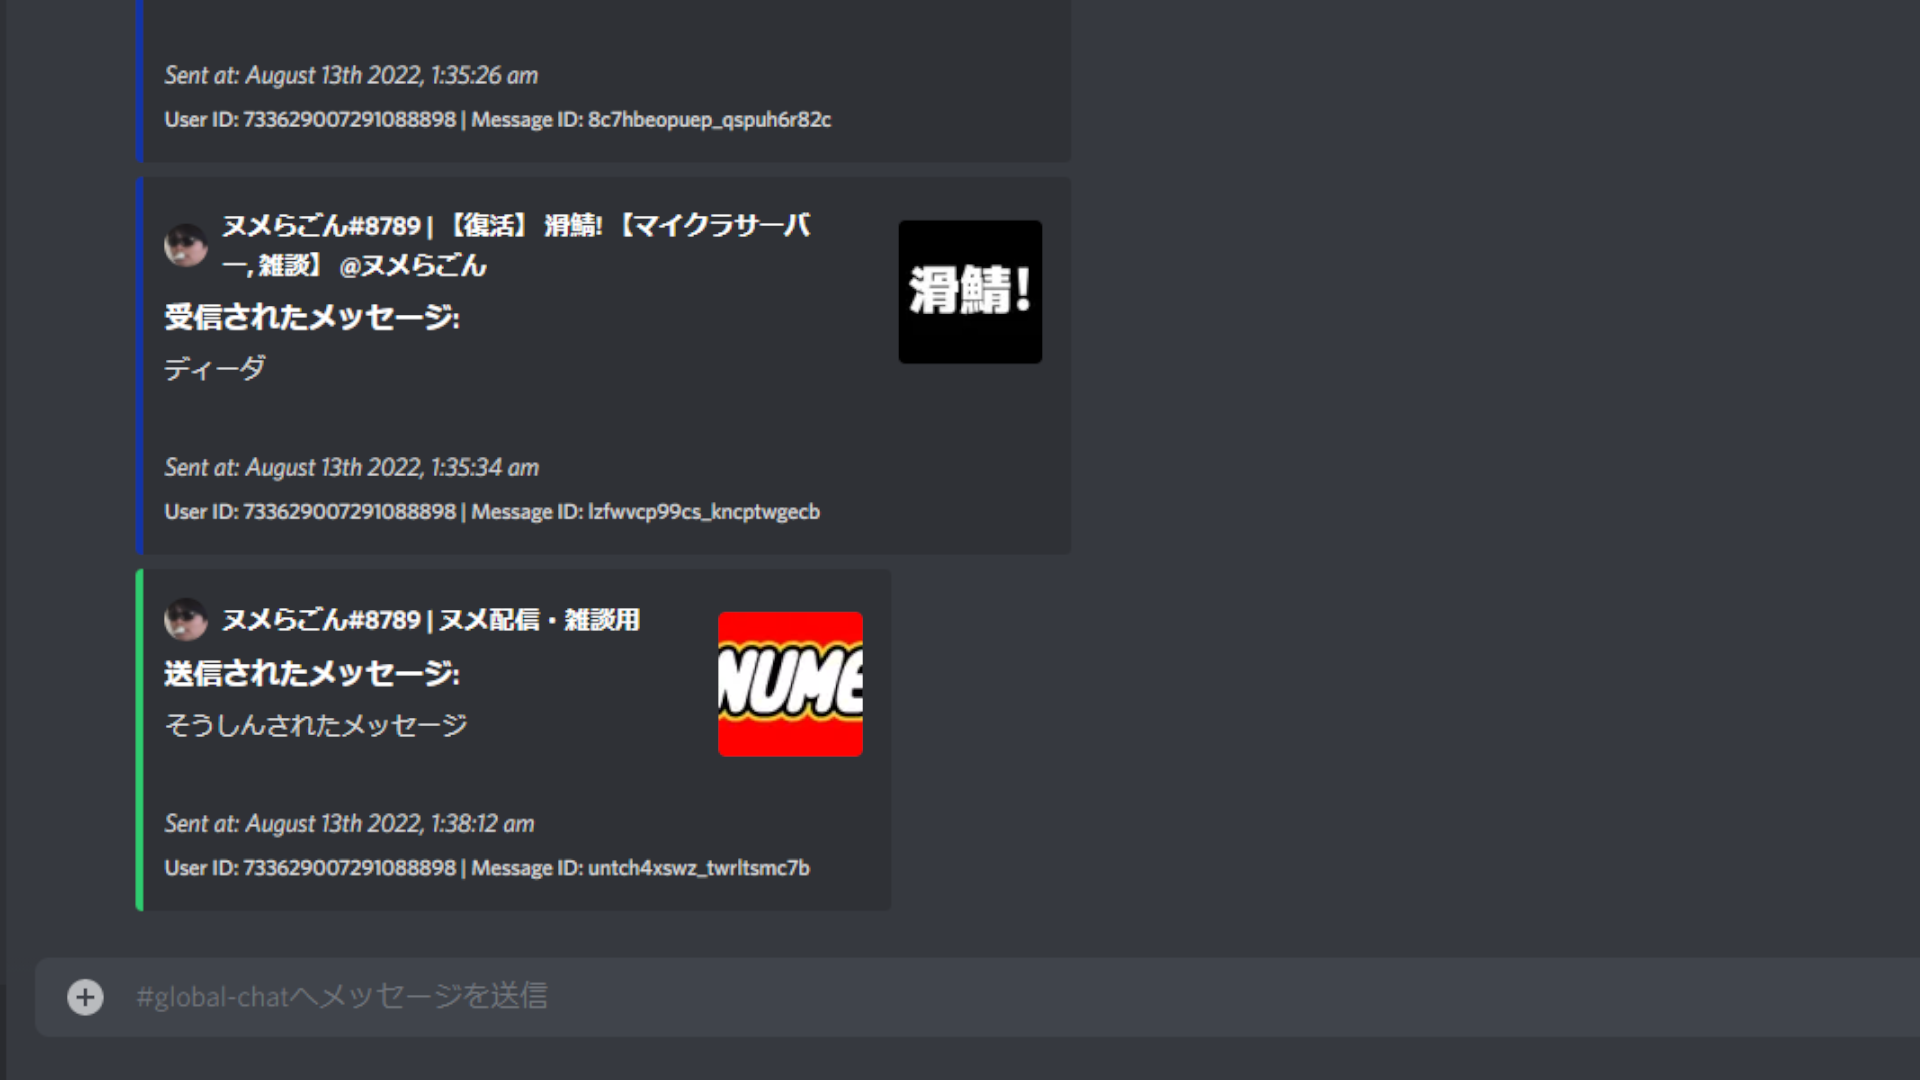 Sent at: August 13th 2022, 1:35:26 am
User ID: 733629007291088898 | Message ID: 8c7hbeopuep_qspuh6r82c
ヌメらごん#8789 | 【復活】 滑鯖! 【マイクラサーバ
ー, 雑談】 @ヌメらごん
滑鯖!
受信されたメッセージ:
ディーダ
Sent at: August 13th 2022, 1:35:34 am
User ID: 733629007291088898 | Message ID: lzfwvcp99cs_kncptwgecb
ヌメらごん#8789 | ヌメ配信・雑談用
NUME
送信されたメッセージ:
そうしんされたメッセージ
Sent at: August 13th 2022, 1:38:12 am
User ID: 733629007291088898 | Message ID: untch4xswz_twrltsmc7b
#global-chatへメッセージを送信